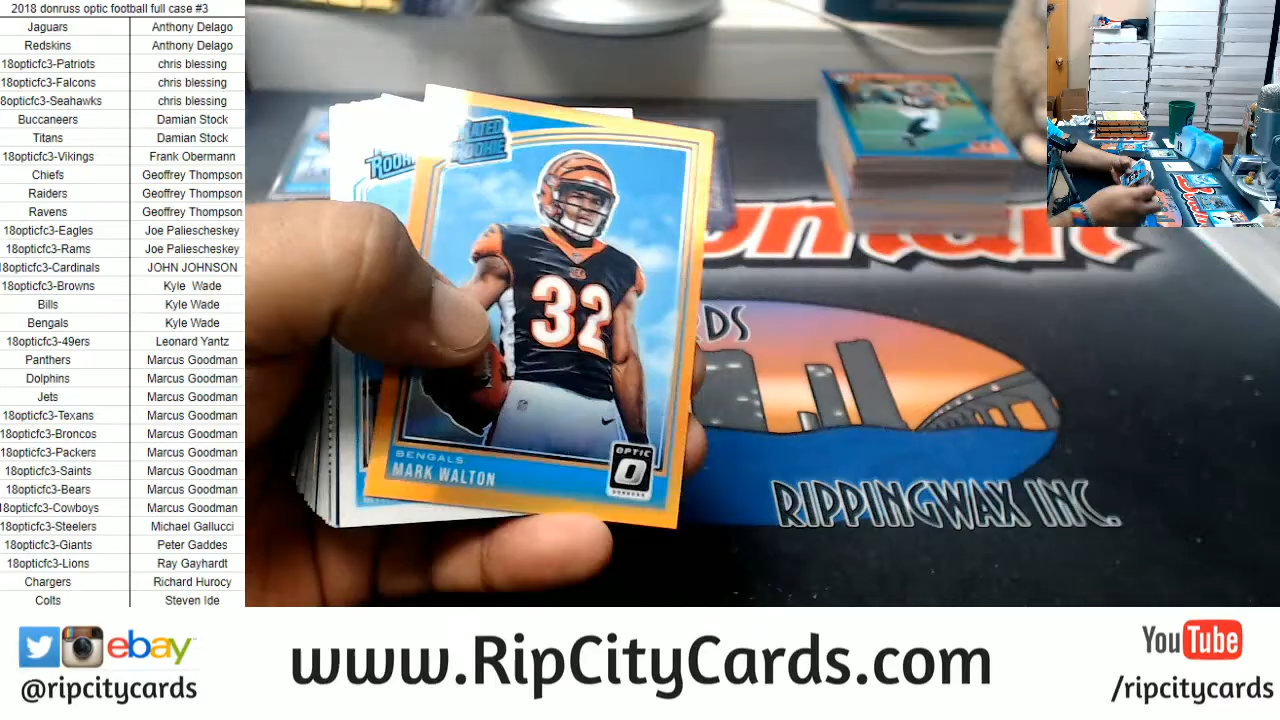 2018 donruss optic football full case #3
Jaguars Anthony Delago
Redskins Anthony Delago
18opticfc3-Patriots chris blessing
18opticfc3-Falcons chris blessing
8opticfc3-Seahawks chris blessing
Buccaneers Damian Stock
Titans Damian Stock
18opticfc3-Vikings Frank Obermann
Chiefs Geoffrey Thompson
Raiders Geoffrey Thompson
Ravens Geoffrey Thompson
18opticfc3-Eagles Joe Paliescheskey
18opticfc3-Rams Joe Paliescheskey
18opticfc3-Cardinals JOHN JOHNSON
18opticfc3-Browns Kyle Wade
Bills Kyle Wade
Bengals Kyle Wade
18opticfc3-49ers Leonard Yantz
Panthers Marcus Goodman
Dolphins Marcus Goodman
Jets Marcus Goodman
18opticfc3-Texans Marcus Goodman
18opticfc3-Broncos Marcus Goodman
18opticfc3-Packers Marcus Goodman
18opticfc3-Saints Marcus Goodman
18opticfc3-Bears Marcus Goodman
18opticfc3-Cowboys Marcus Goodman
18opticfc3-Steelers Michael Gallucci
18opticfc3-Giants Peter Gaddes
18opticfc3-Lions Ray Gayhardt
Chargers Richard Hurocy
Colts Steven Ide
RATED
ROOKIE
32
BENGALS
MARK WALTON
OPTIC
DONRUSS
RDS
RIPPINGWAX INC.
ebay
@ripcitycards
www.RipCityCards.com
YouTube
/ripcitycards